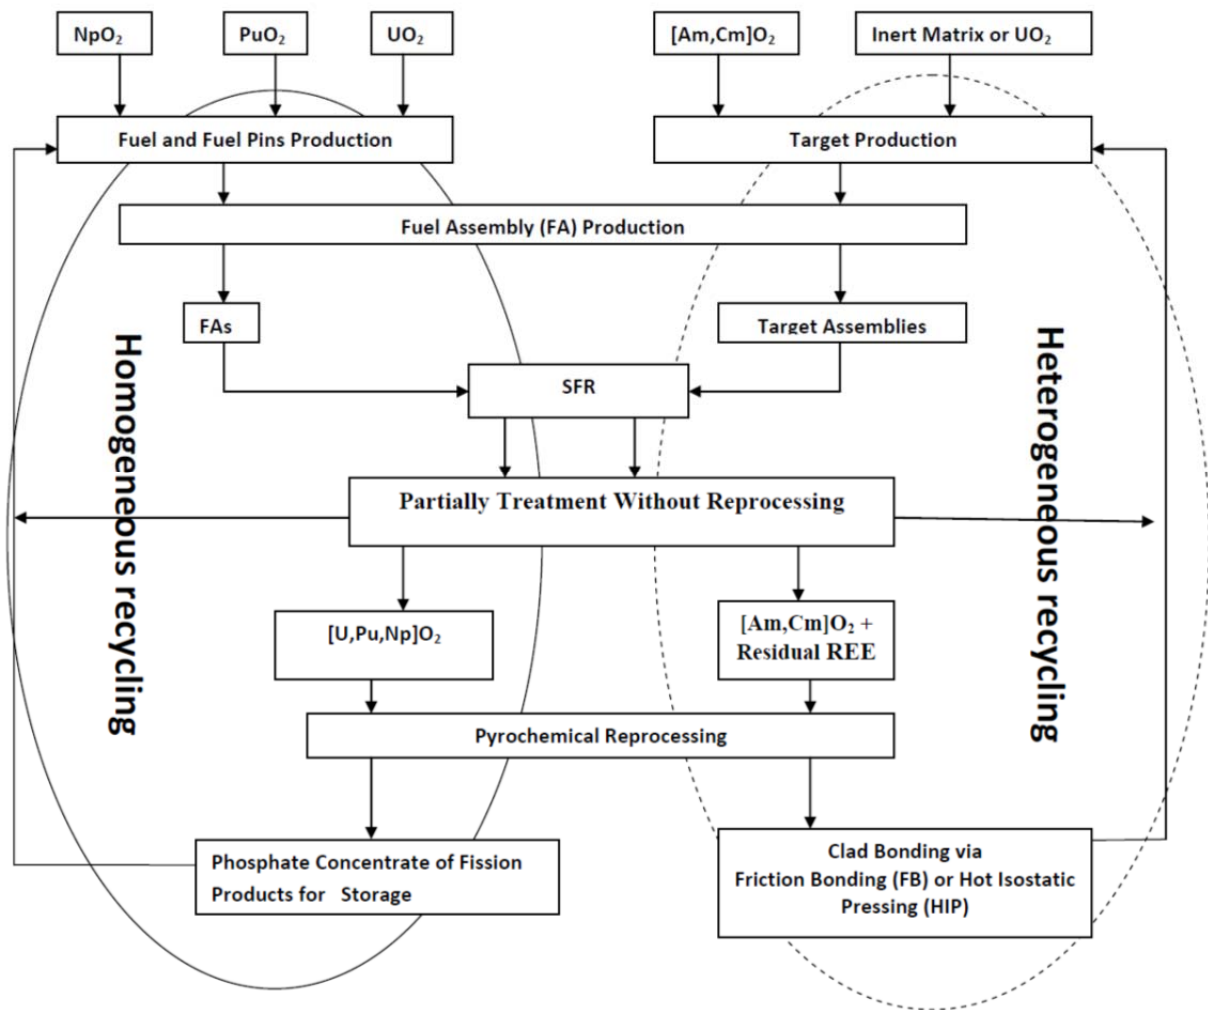 NpO₂
PuO₂
UO₂
[Am,Cm]O₂
Inert Matrix or UO₂
Fuel and Fuel Pins Production
Target Production
Fuel Assembly (FA) Production
FAs
Target Assemblies
SFR
Homogeneous recycling
Heterogeneous recycling
Partially Treatment Without Reprocessing
[U,Pu,Np]O₂
[Am,Cm]O₂ +
Residual REE
Pyrochemical Reprocessing
Phosphate Concentrate of Fission
Products for Storage
Clad Bonding via
Friction Bonding (FB) or Hot Isostatic
Pressing (HIP)